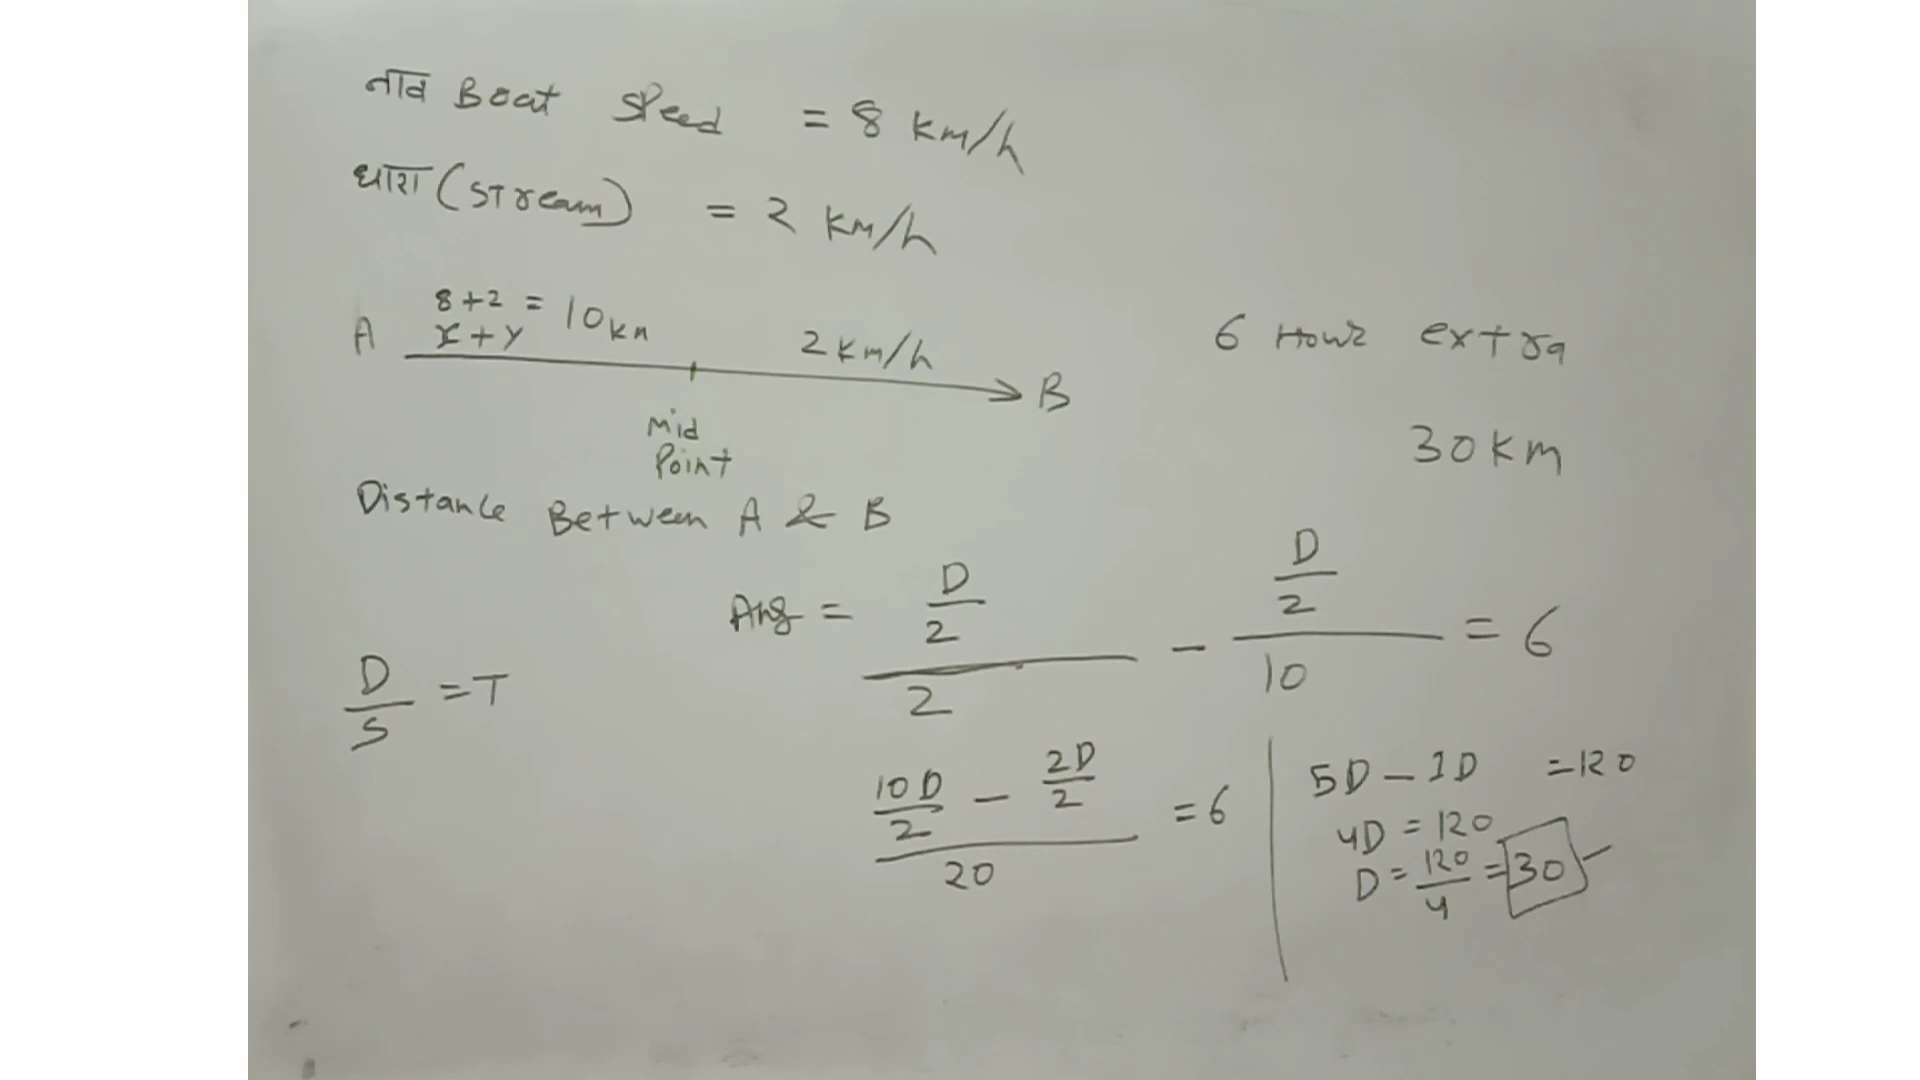 नाव Boat Speed = 8 Km/h
धारा (Stream) = 2 Km/h
A 8+2 = 10 Km 2 Km/h B
x+y
6 Hour extra
Mid
Point
30 Km
Distance Between A & B
Ans = D/2 / 2 - D/2 / 10 = 6
D/S = T
10D/2 - 2D/2 / 20 = 6
5D - 1D = 120
4D = 120
D = 120/4 = 30